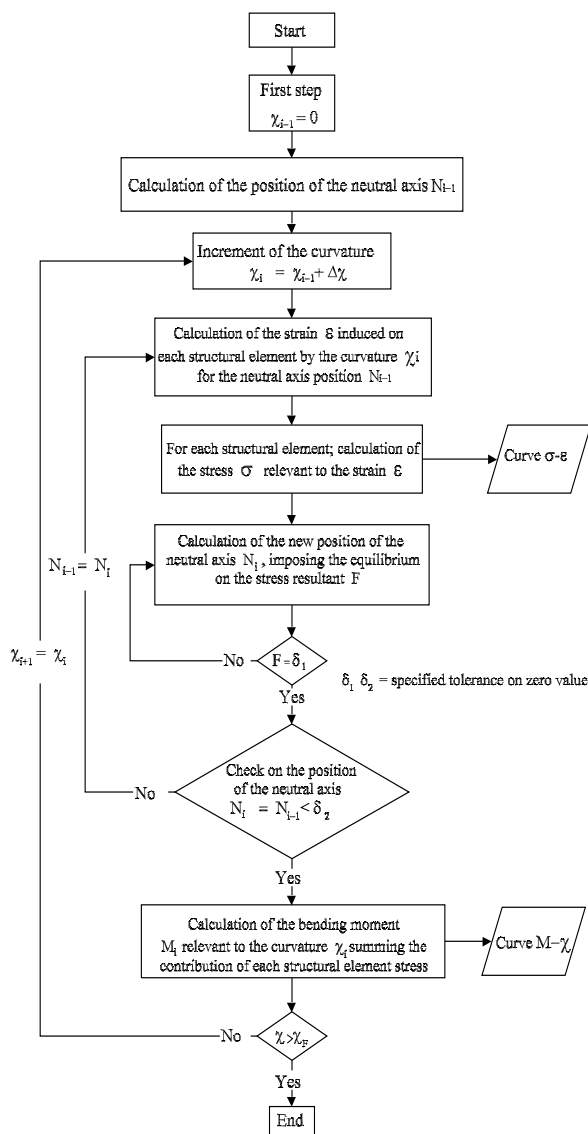 Start
First step
χi−1 = 0
Calculation of the position of the neutral axis Ni−1
Increment of the curvature
χi = χi−1 + Δχ
Calculation of the strain ε induced on
each structural element by the curvature χi
for the neutral axis position Ni−1
For each structural element; calculation of
the stress σ relevant to the strain ε
Curve σ-ε
Calculation of the new position of the
neutral axis Ni, imposing the equilibrium
on the stress resultant F
Ni−1 = Ni
χi+1 = χi
No
F = δ1
δ1 δ2 = specified tolerance on zero value
Yes
Check on the position
of the neutral axis
Ni = Ni−1 < δ2
No
Yes
Calculation of the bending moment
Mi relevant to the curvature χi summing the
contribution of each structural element stress
Curve M−χ
No
χ>χF
Yes
End